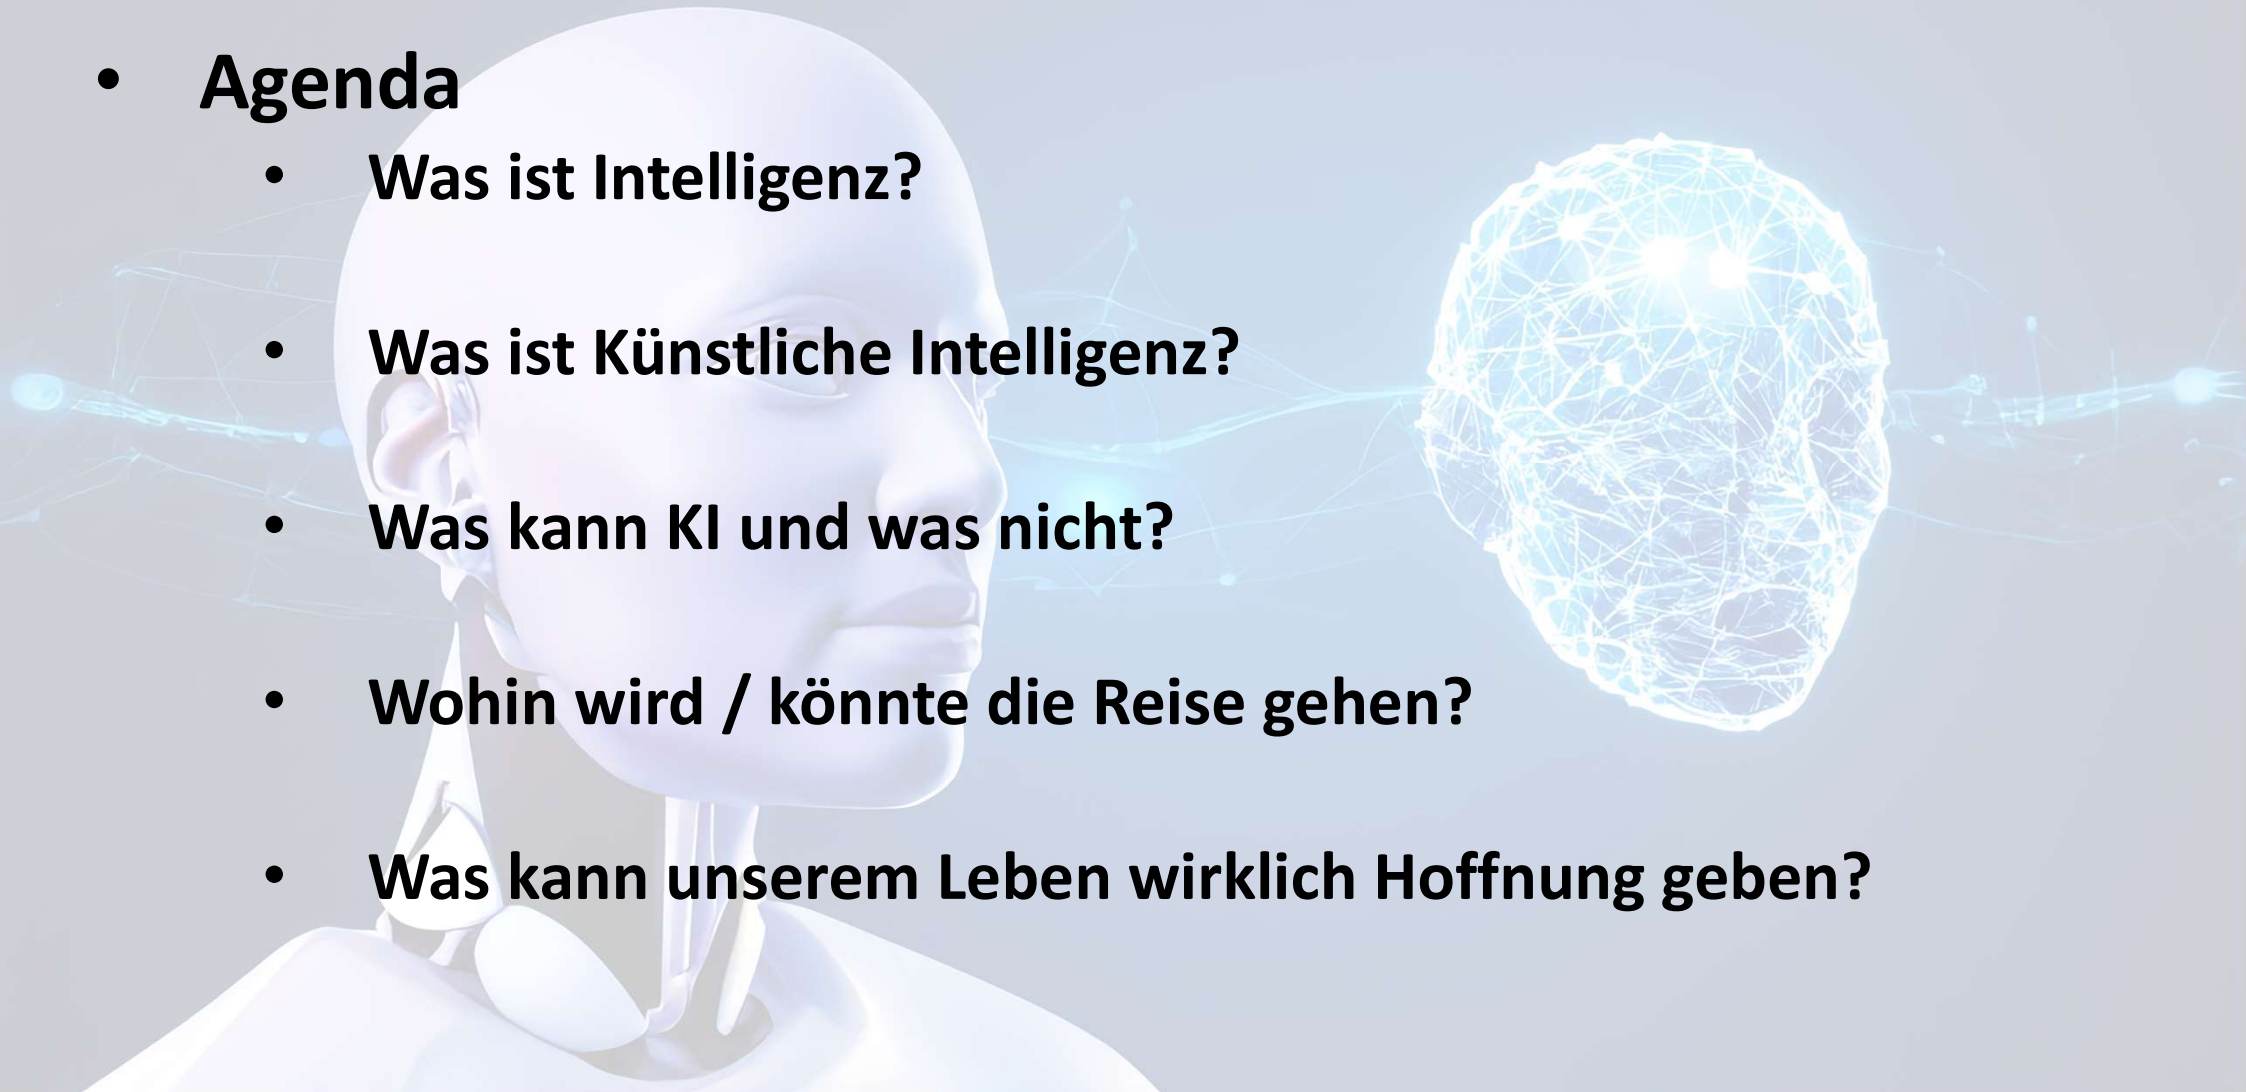 • Agenda
• Was ist Intelligenz?
• Was ist Künstliche Intelligenz?
• Was kann KI und was nicht?
• Wohin wird / könnte die Reise gehen?
• Was kann unserem Leben wirklich Hoffnung geben?